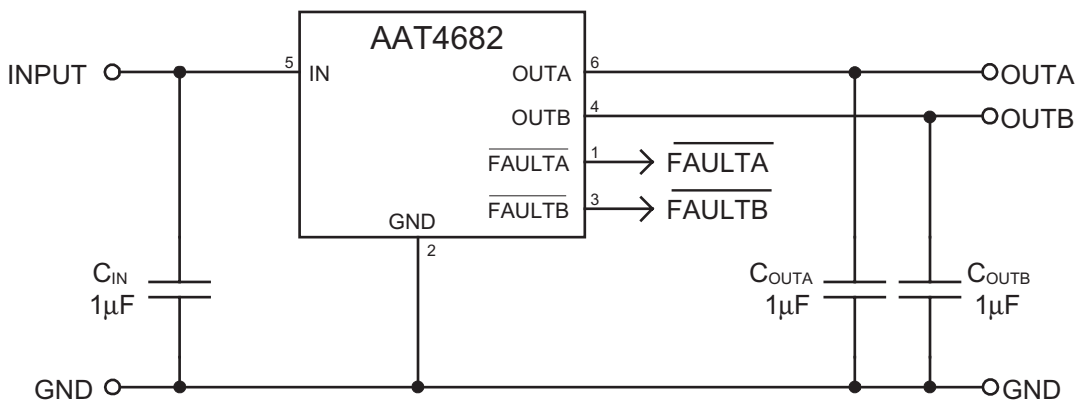 AAT4682
INPUT
5
IN
OUTA
6
OUTA
OUTB
4
OUTB
FAULTA
1
FAULTA
FAULTB
3
FAULTB
GND
2
CIN
1μF
COUTA
1μF
COUTB
1μF
GND
GND